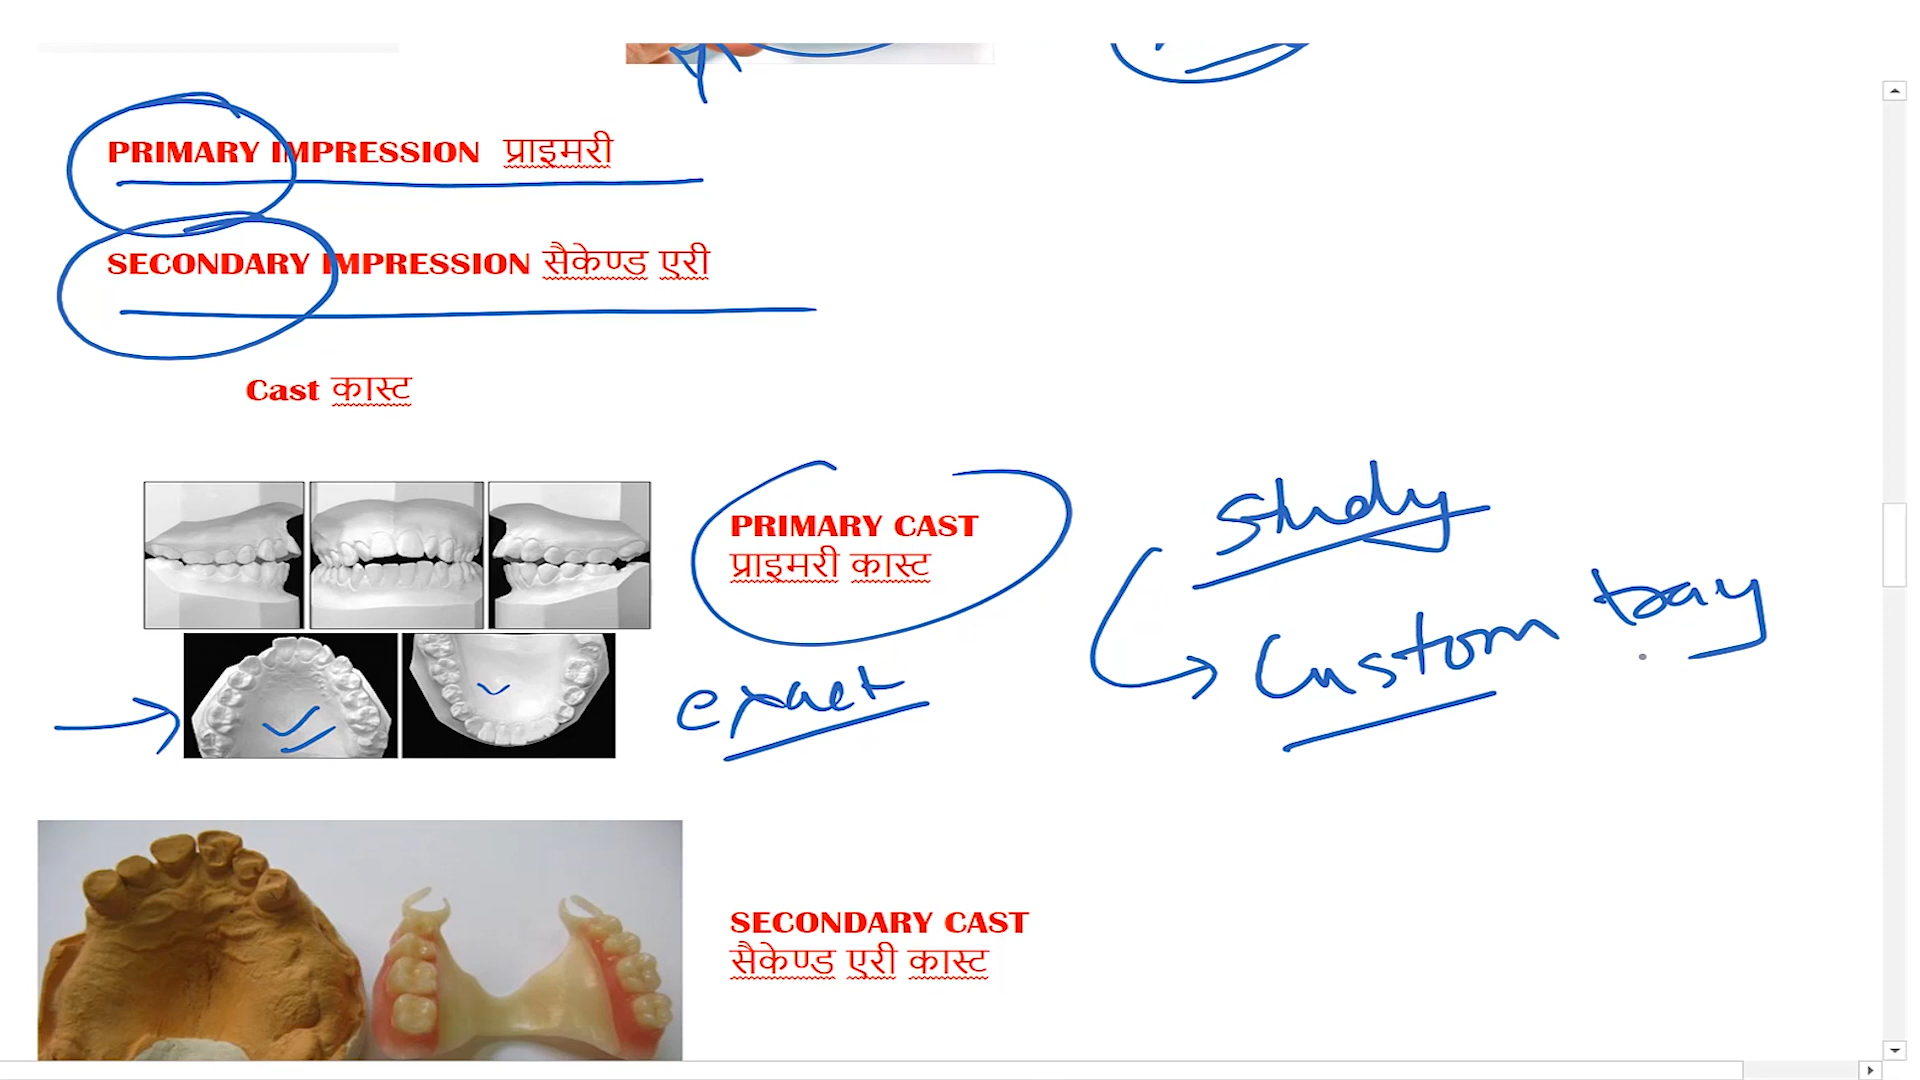 PRIMARY IMPRESSION प्राइमरी
SECONDARY IMPRESSION सैकेण्ड एरी
Cast कास्ट
PRIMARY CAST
प्राइमरी कास्ट
Study
Custom tray
exact
SECONDARY CAST
सैकेण्ड एरी कास्ट